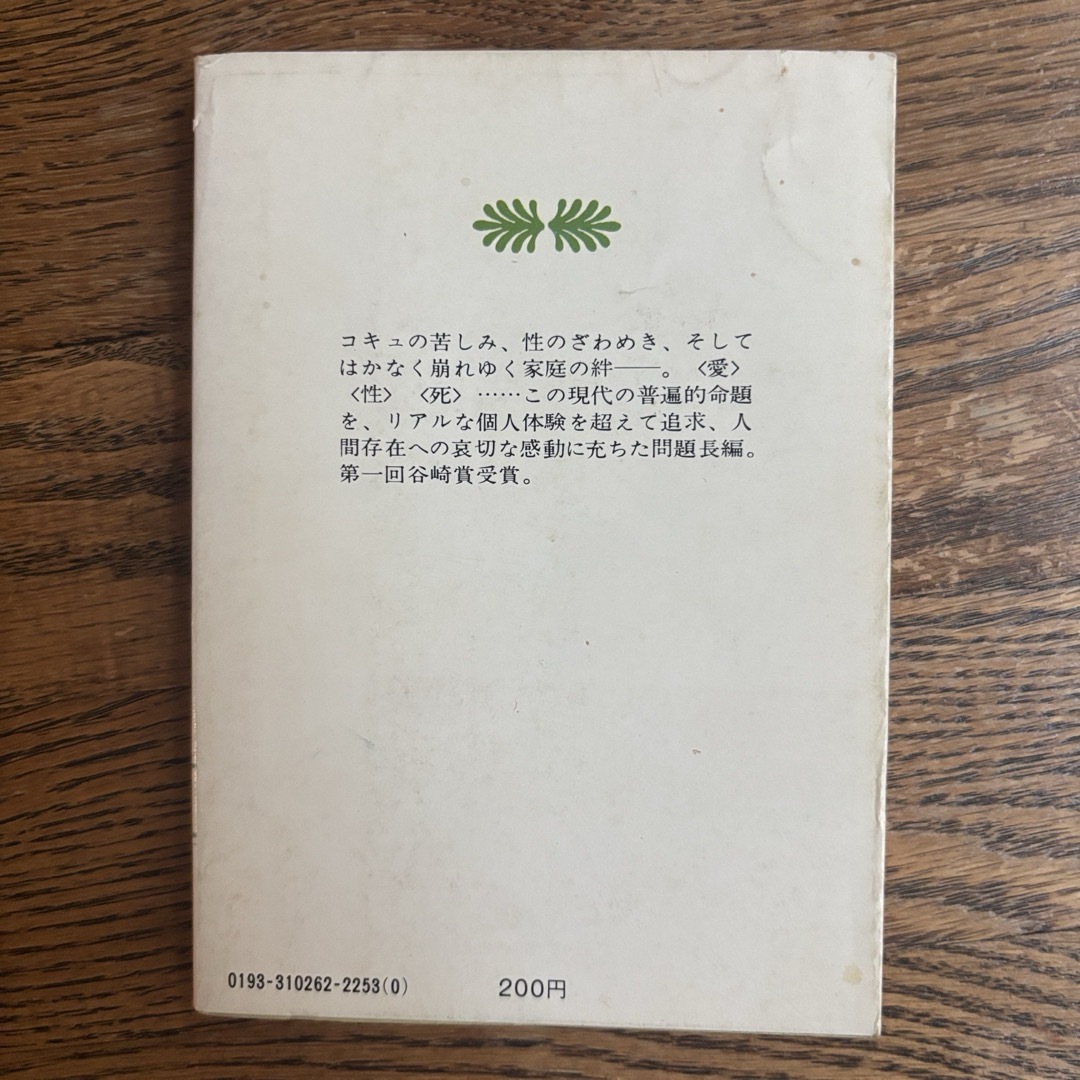 コキュの苦しみ、性のざわめき、そして
はかなく崩れゆく家庭の絆――。〈愛〉
〈性〉〈死〉……この現代の普遍的命題
を、リアルな個人体験を超えて追求、人
間存在への哀切な感動に充ちた問題長編。
第一回谷崎賞受賞。
0193-310262-2253(0)
200円